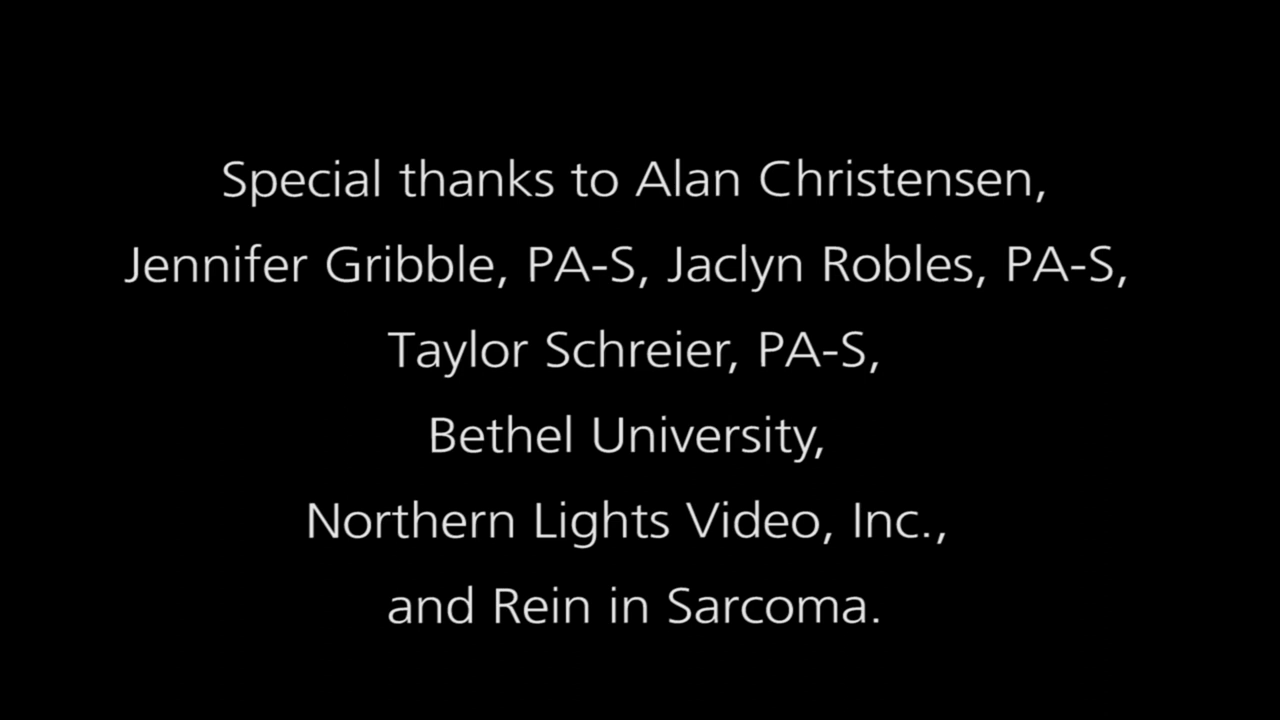 Special thanks to Alan Christensen,
Jennifer Gribble, PA-S, Jaclyn Robles, PA-S,
Taylor Schreier, PA-S,
Bethel University,
Northern Lights Video, Inc.,
and Rein in Sarcoma.